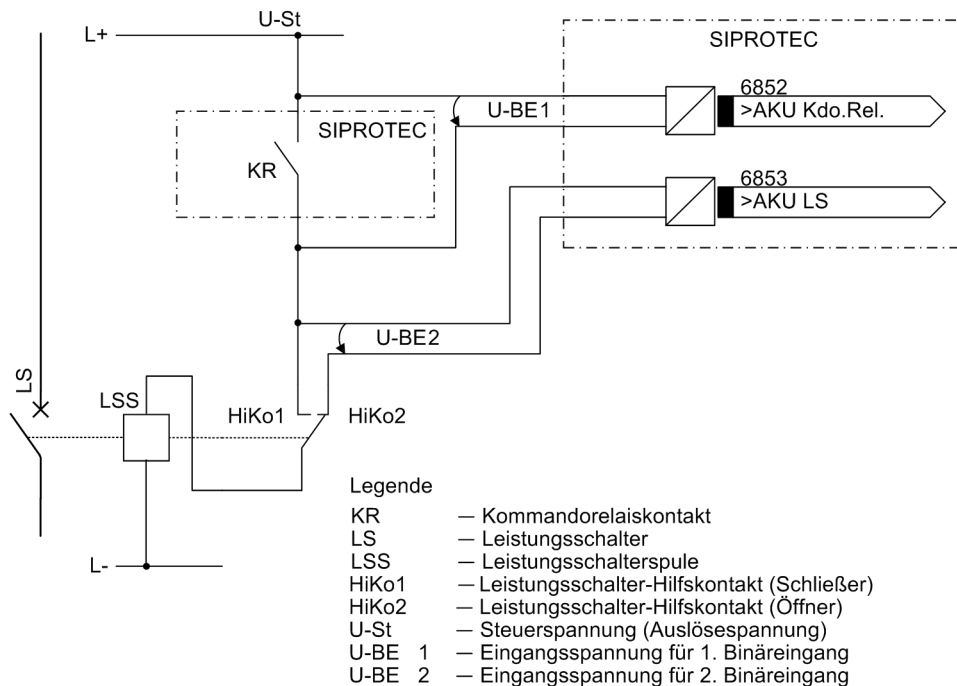 U-St
L+
SIPROTEC
6852
>AKU Kdo.Rel.
U-BE1
SIPROTEC
KR
6853
>AKU LS
U-BE2
LS
LSS
HiKo1
HiKo2
L-
Legende
KR — Kommandorelaiskontakt
LS — Leistungsschalter
LSS — Leistungsschalterspule
HiKo1 — Leistungsschalter-Hilfskontakt (Schließer)
HiKo2 — Leistungsschalter-Hilfskontakt (Öffner)
U-St — Steuerspannung (Auslösespannung)
U-BE 1 — Eingangsspannung für 1. Binäreingang
U-BE 2 — Eingangsspannung für 2. Binäreingang